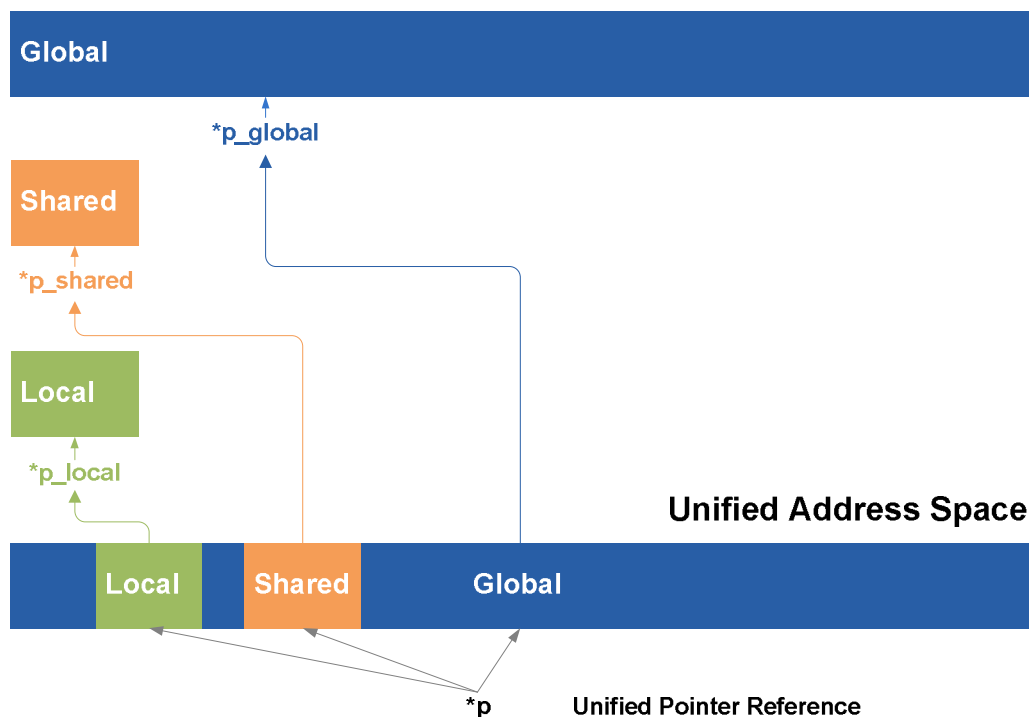 Global
*p_global
Shared
*p_shared
Local
*p_local
Unified Address Space
Local Shared Global
*p Unified Pointer Reference